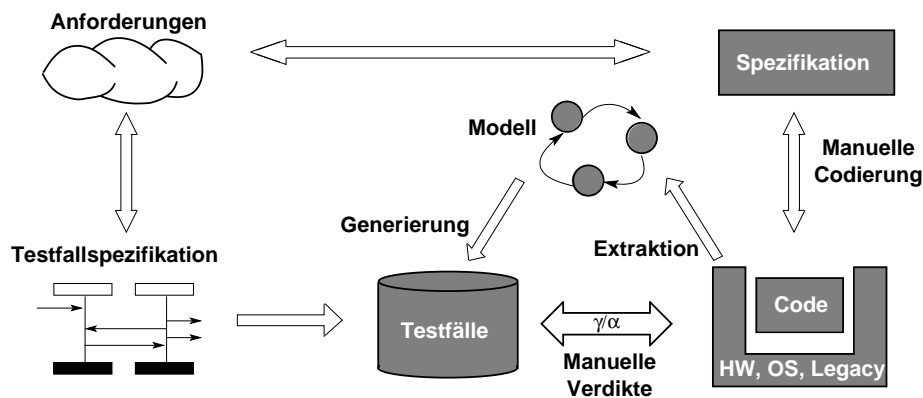 Anforderungen
Spezifikation
Modell
Manuelle
Codierung
Generierung
Extraktion
Testfallspezifikation
Testfälle
γ/α
Code
Manuelle
Verdikte
HW, OS, Legacy